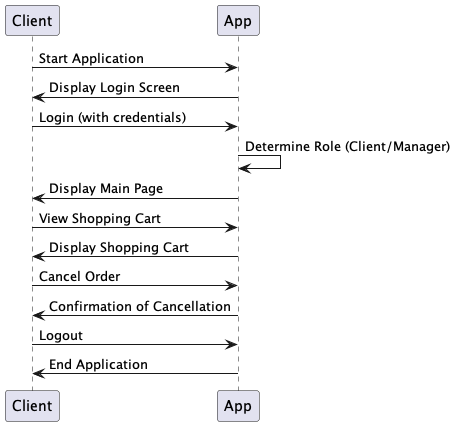 Client
App
Start Application
Display Login Screen
Login (with credentials)
Determine Role (Client/Manager)
Display Main Page
View Shopping Cart
Display Shopping Cart
Cancel Order
Confirmation of Cancellation
Logout
End Application
Client
App